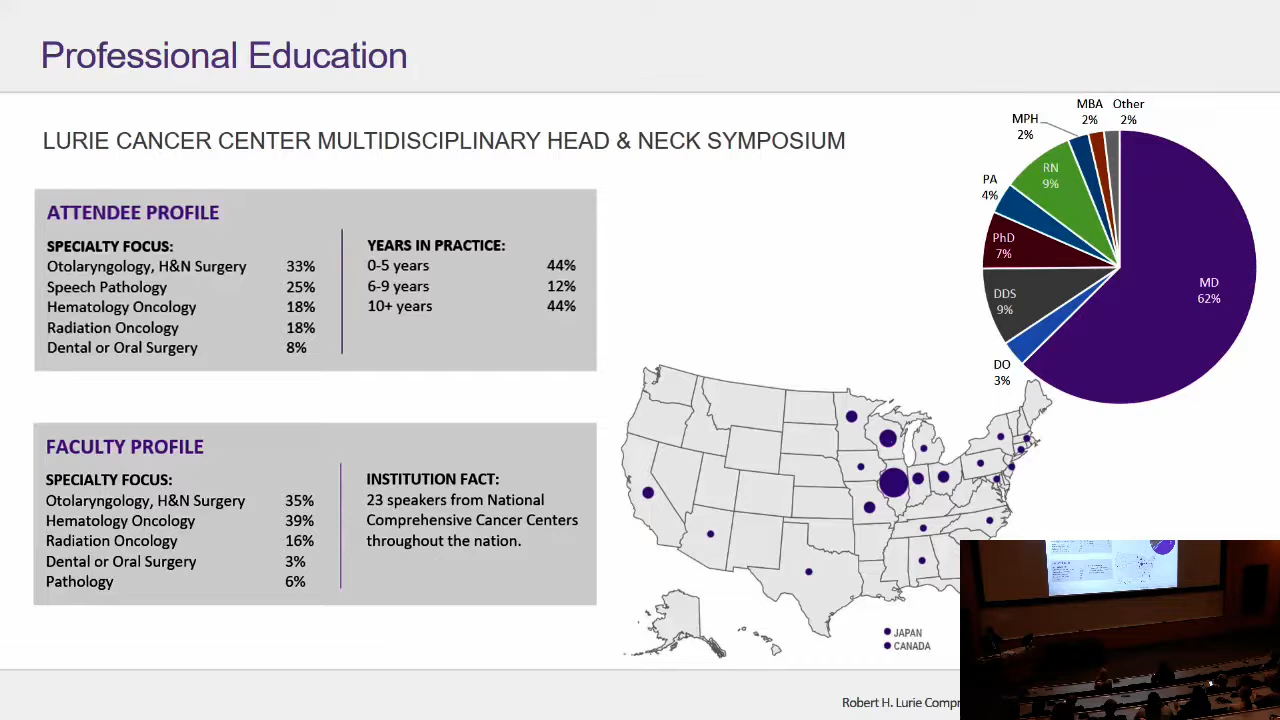 Professional Education
LURIE CANCER CENTER MULTIDISCIPLINARY HEAD & NECK SYMPOSIUM
ATTENDEE PROFILE
SPECIALTY FOCUS:
Otolaryngology, H&N Surgery 33%
Speech Pathology 25%
Hematology Oncology 18%
Radiation Oncology 18%
Dental or Oral Surgery 8%
YEARS IN PRACTICE:
0-5 years 44%
6-9 years 12%
10+ years 44%
FACULTY PROFILE
SPECIALTY FOCUS:
Otolaryngology, H&N Surgery 35%
Hematology Oncology 39%
Radiation Oncology 16%
Dental or Oral Surgery 3%
Pathology 6%
INSTITUTION FACT:
23 speakers from National
Comprehensive Cancer Centers
throughout the nation.
MBA
2%
Other
2%
MPH
2%
RN
9%
PA
4%
PhD
7%
DDS
9%
DO
3%
MD
62%
JAPAN
CANADA
Robert H. Lurie